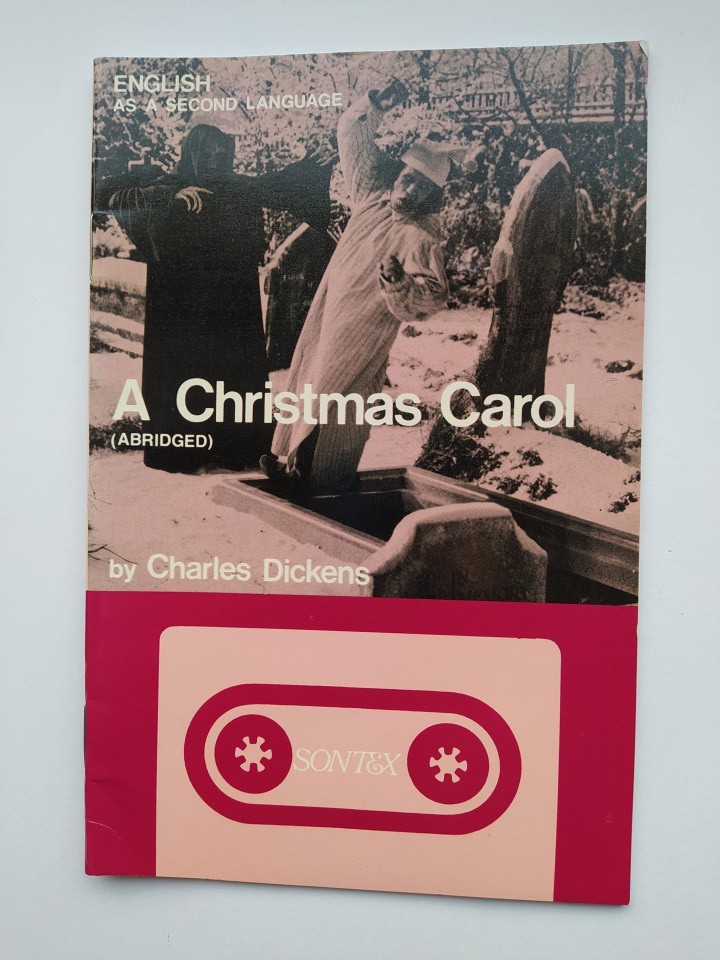 ENGLISH
AS A SECOND LANGUAGE
A Christmas Carol
(ABRIDGED)
by Charles Dickens
SONTEX